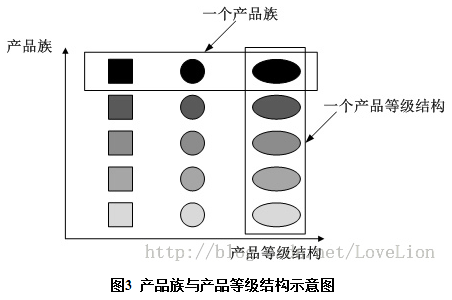 一个产品族
产品族
一个产品等级结构
产品等级结构
http://blog.csdn.net/LoveLion
图3 产品族与产品等级结构示意图